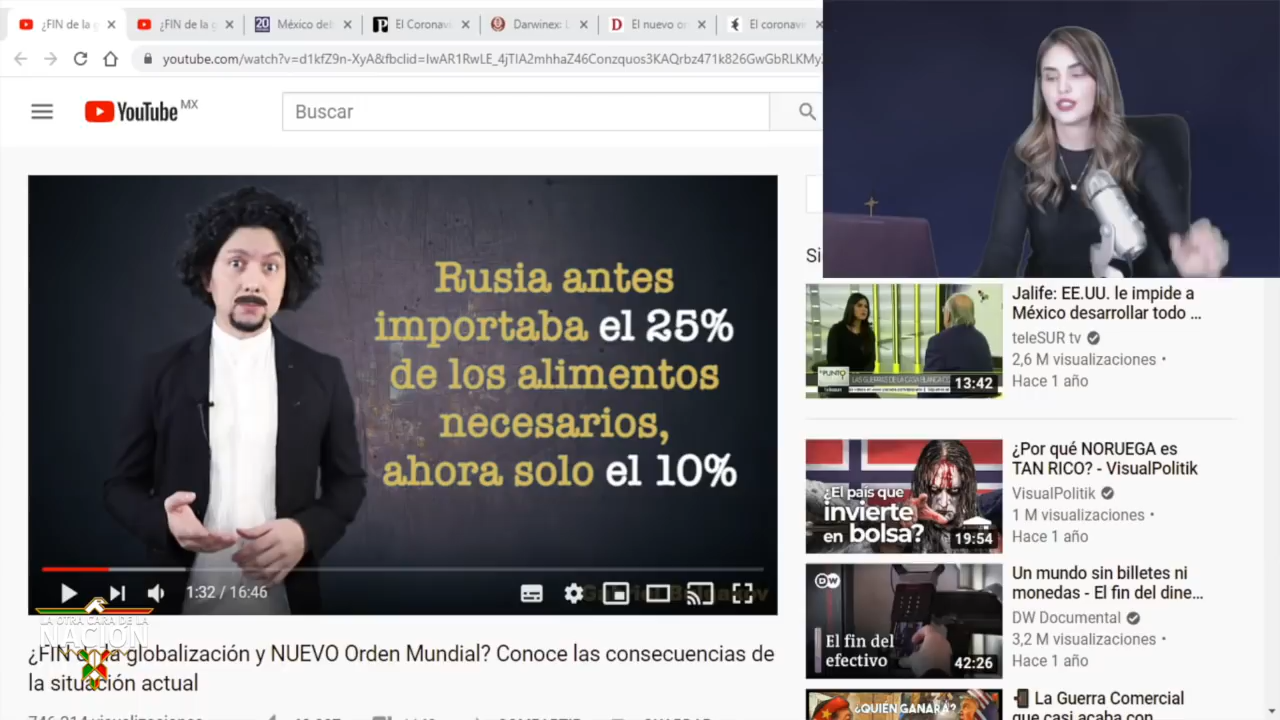 ¿FIN de la g
¿FIN de la g
20
México deb
El Coronavi
Darwinex:
D
El nuevo or
El coronav
youtube.com/watch?v=d1kfZ9n-XyA&fbclid=IwAR1RwLE_4jTIA2mhhaZ46Conzquos3KAQrbz471k826GwGbRLKMy
YouTube MX
Buscar
Rusia antes
importaba el 25%
de los alimentos
necesarios,
ahora solo el 10%
1:32 / 16:46
LA OTRA CARA DE LA
NACIÓN
¿FIN de la globalización y NUEVO Orden Mundial? Conoce las consecuencias de
la situación actual
Si
13:42
Jalife: EE.UU. le impide a
México desarrollar todo ...
teleSUR tv
2,6 M visualizaciones •
Hace 1 año
¿El país que
invierte
en bolsa?
19:54
¿Por qué NORUEGA es
TAN RICO? - VisualPolitik
VisualPolitik
1 M visualizaciones •
Hace 1 año
DW
El fin del
efectivo
42:26
Un mundo sin billetes ni
monedas - El fin del dine...
DW Documental
3,2 M visualizaciones •
Hace 1 año
¿QUIÉN GANARÁ?
La Guerra Comercial
que casi acaba con